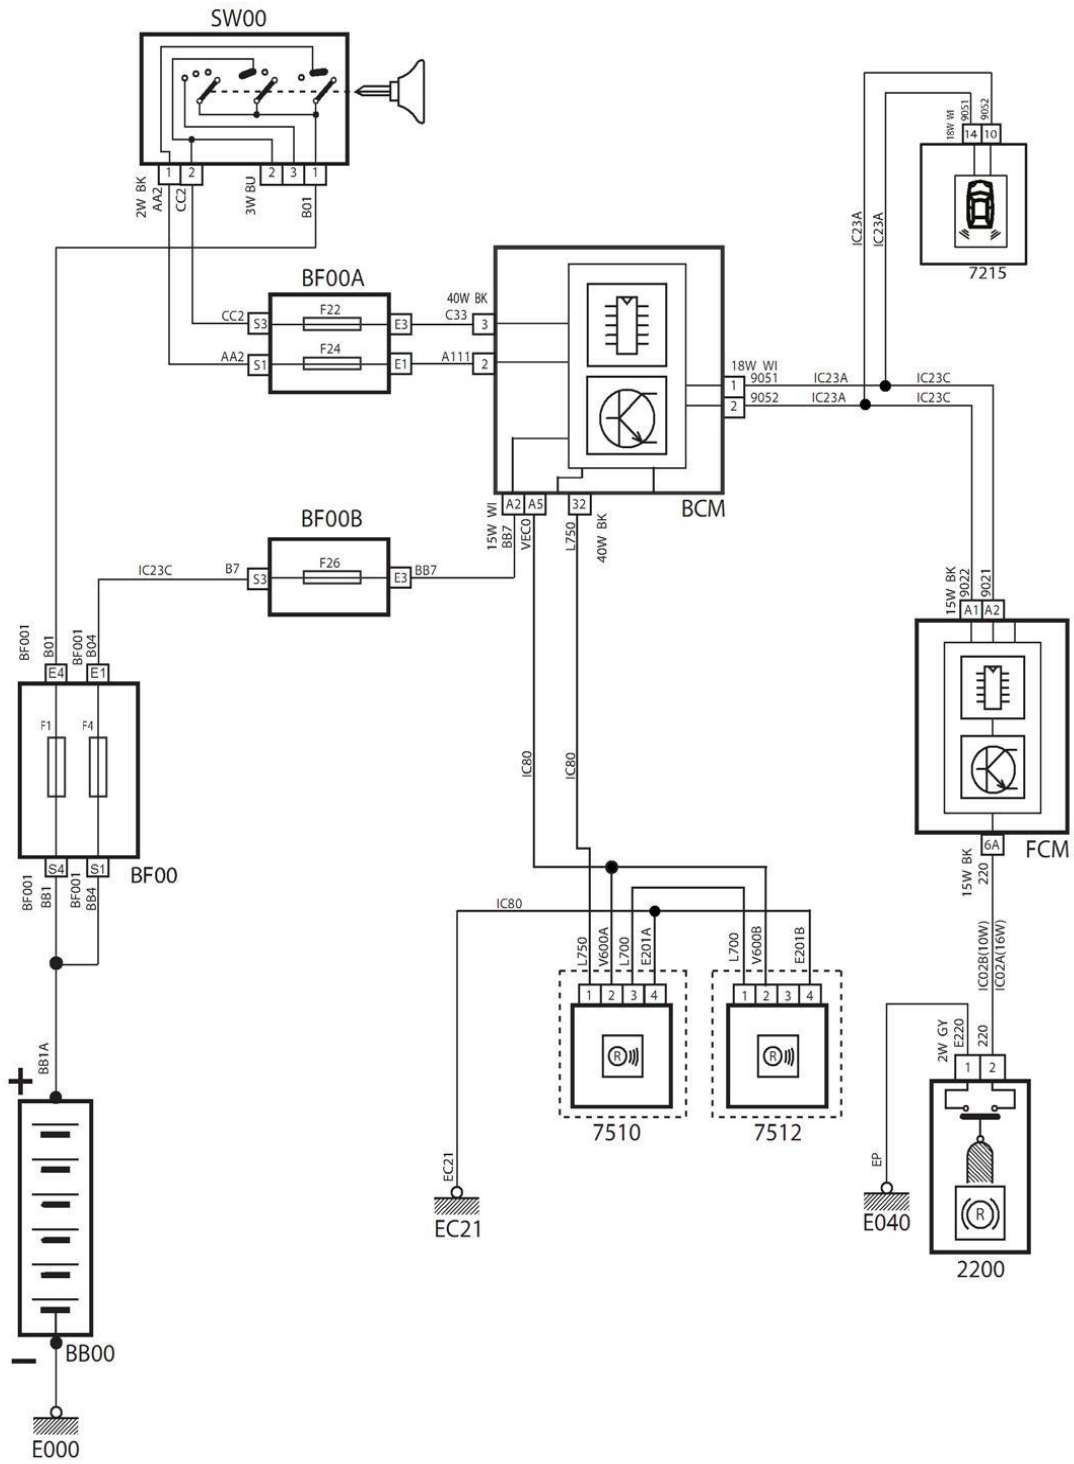 SW00
1 2 2 3 1
2W BK
AA2
CC2
3W BU
B01
18W WI
9051
9052
14 10
7215
IC23A
IC23A
BF00A
CC2 S3 F22 E3 C33 3
40W BK
AA2 S1 F24 E1 A111 2
18W WI
1 9051 IC23A IC23C
2 9052 IC23A IC23C
BCM
A2 A5 32
15W WI
BB7
VEC0
L750
40W BK
BF00B
IC23C B7 S3 F26 E3 BB7
BF001
B01
BF001
B04
E4 E1
F1 F4
S4 S1
BF00
BF001
BB1
BF001
BB4
15W BK
9022
9021
A1 A2
FCM
6A
15W BK
220
IC80
IC80
IC80
L750
V600A
L700
E201A
L700
V600B
E201B
1 2 3 4
1 2 3 4
R
R
7510
7512
IC02B(10W)
IC02A(16W)
2W GY
E220
220
1 2
R
2200
EP
E040
EC21
EC21
BB1A
+
−
BB00
E000